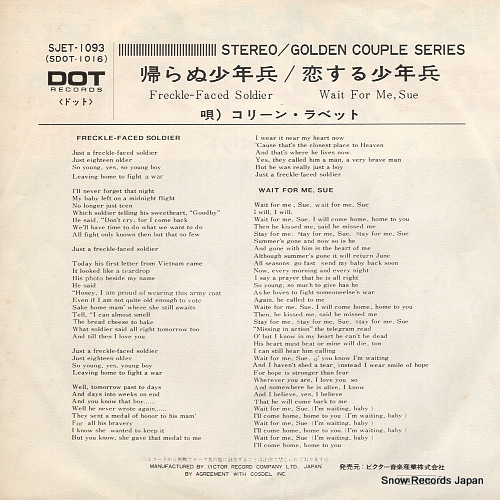 SJET-1093
(SDOT-1016)
DOT
RECORDS
〈ドット〉
STEREO/GOLDEN COUPLE SERIES
帰らぬ少年兵/恋する少年兵
Freckle-Faced Soldier Wait For Me, Sue
唄)コリーン・ラベット
FRECKLE-FACED SOLDIER
Just a freckle-faced soldier
Just eighteen older
So young, yes, so young boy
Leaving home to fight a war
I'll never forget that night
My baby left on a midnight flight
No longer just teen
Which soldier telling his sweetheart, "Goodby"
He said, "Don't cry, for I come back
We'll have time to do what we want to do
All fight only known then but that so few
Just a freckle-faced soldier
Today his first letter from Vietnam came
It looked like a teardrop
His photo beside my name
He said
"Honey, I am proud of wearing this army coat
Even if I am not quite old enough to vote
Sake home mam' where she still awaits
Tell, "I can almost smell
The bread cheese to bake
What soldier said all right tomorrow too
And till then I love you
Just a freckle-faced soldier
Just eighteen older
So young, yes, young boy
Leaving home to fight a war
Well, tomorrow past to days
And days into weeks on end
And you know that boy.....
Well he never wrote again.....
They sent a medal of honor to his mam'
For all his bravery
I know she wanted to keep it
But you know, she gave that medal to me
I wear it near my heart now
'Cause that's the closest place to Heaven
And that's where he lives now
Yes, they called him a man, a very brave man
But he was really just a boy
Just a freckle-faced soldier
WAIT FOR ME, SUE
Wait for me, Sue, wait for me, Sue
I will, I will.
Wait for me, Sue. I will come home, home to you
Then he kissed me, said he missed me
Stay for me, Stay for me, Sue, Stay for me, Sue
Summer's gone and now so is he
And gone with him is the heart of me
Although summer's gone it will return June
All seasons go fast send my baby back soon
Now, every morning and every night
I say a prayer that he is all right
So young, so much to give has he
As he loves to fight someoneelse's war
Again, he called to me
Waite for me, Sue. I will come home, home to you
Then, he kissed me, said he missed me
Stay for me, Stay for me, Sue, Stay for me, Sue
"Missing in action" the telegram read
O' but I know in my heart he can't be dead
His heart must beat or mine will die, too
I can still hear him calling
Wait for me, Sue, o' you know I'm waiting
And I haven't shed a tear, instead I wear smile of hope
For hope is stronger than fear
Wherever you are, I love you so
And somewhere he is alive, I know
And I believe, yes, I believe
That he will come back to me
Wait for me, Sue. (I'm waiting, baby)
I'll come home, home to you (I'm waiting, baby)
Wait for me, Sue. (I'm waiting, baby)
I'll come home, home to you. (I'm waiting, baby)
Wait for me, Sue. (I'm waiting, baby)
I'll come home, home to you. (I'm waiting, baby)
MANUFACTURED BY VICTOR RECORD COMPANY LTD., JAPAN
BY AGREEMENT WITH COSDEL INC.
発売元:ビクター音楽産業株式会社
Snow Records Japan